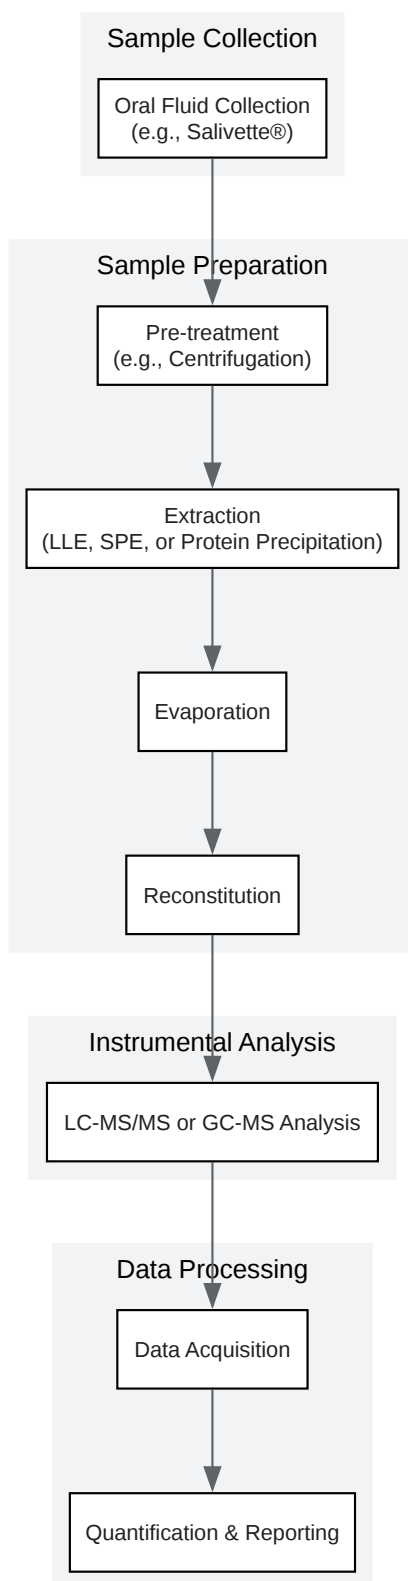 Sample Collection
Oral Fluid Collection
(e.g., Salivette®)
Sample Preparation
Pre-treatment
(e.g., Centrifugation)
Extraction
(LLE, SPE, or Protein Precipitation)
Evaporation
Reconstitution
Instrumental Analysis
LC-MS/MS or GC-MS Analysis
Data Processing
Data Acquisition
Quantification & Reporting